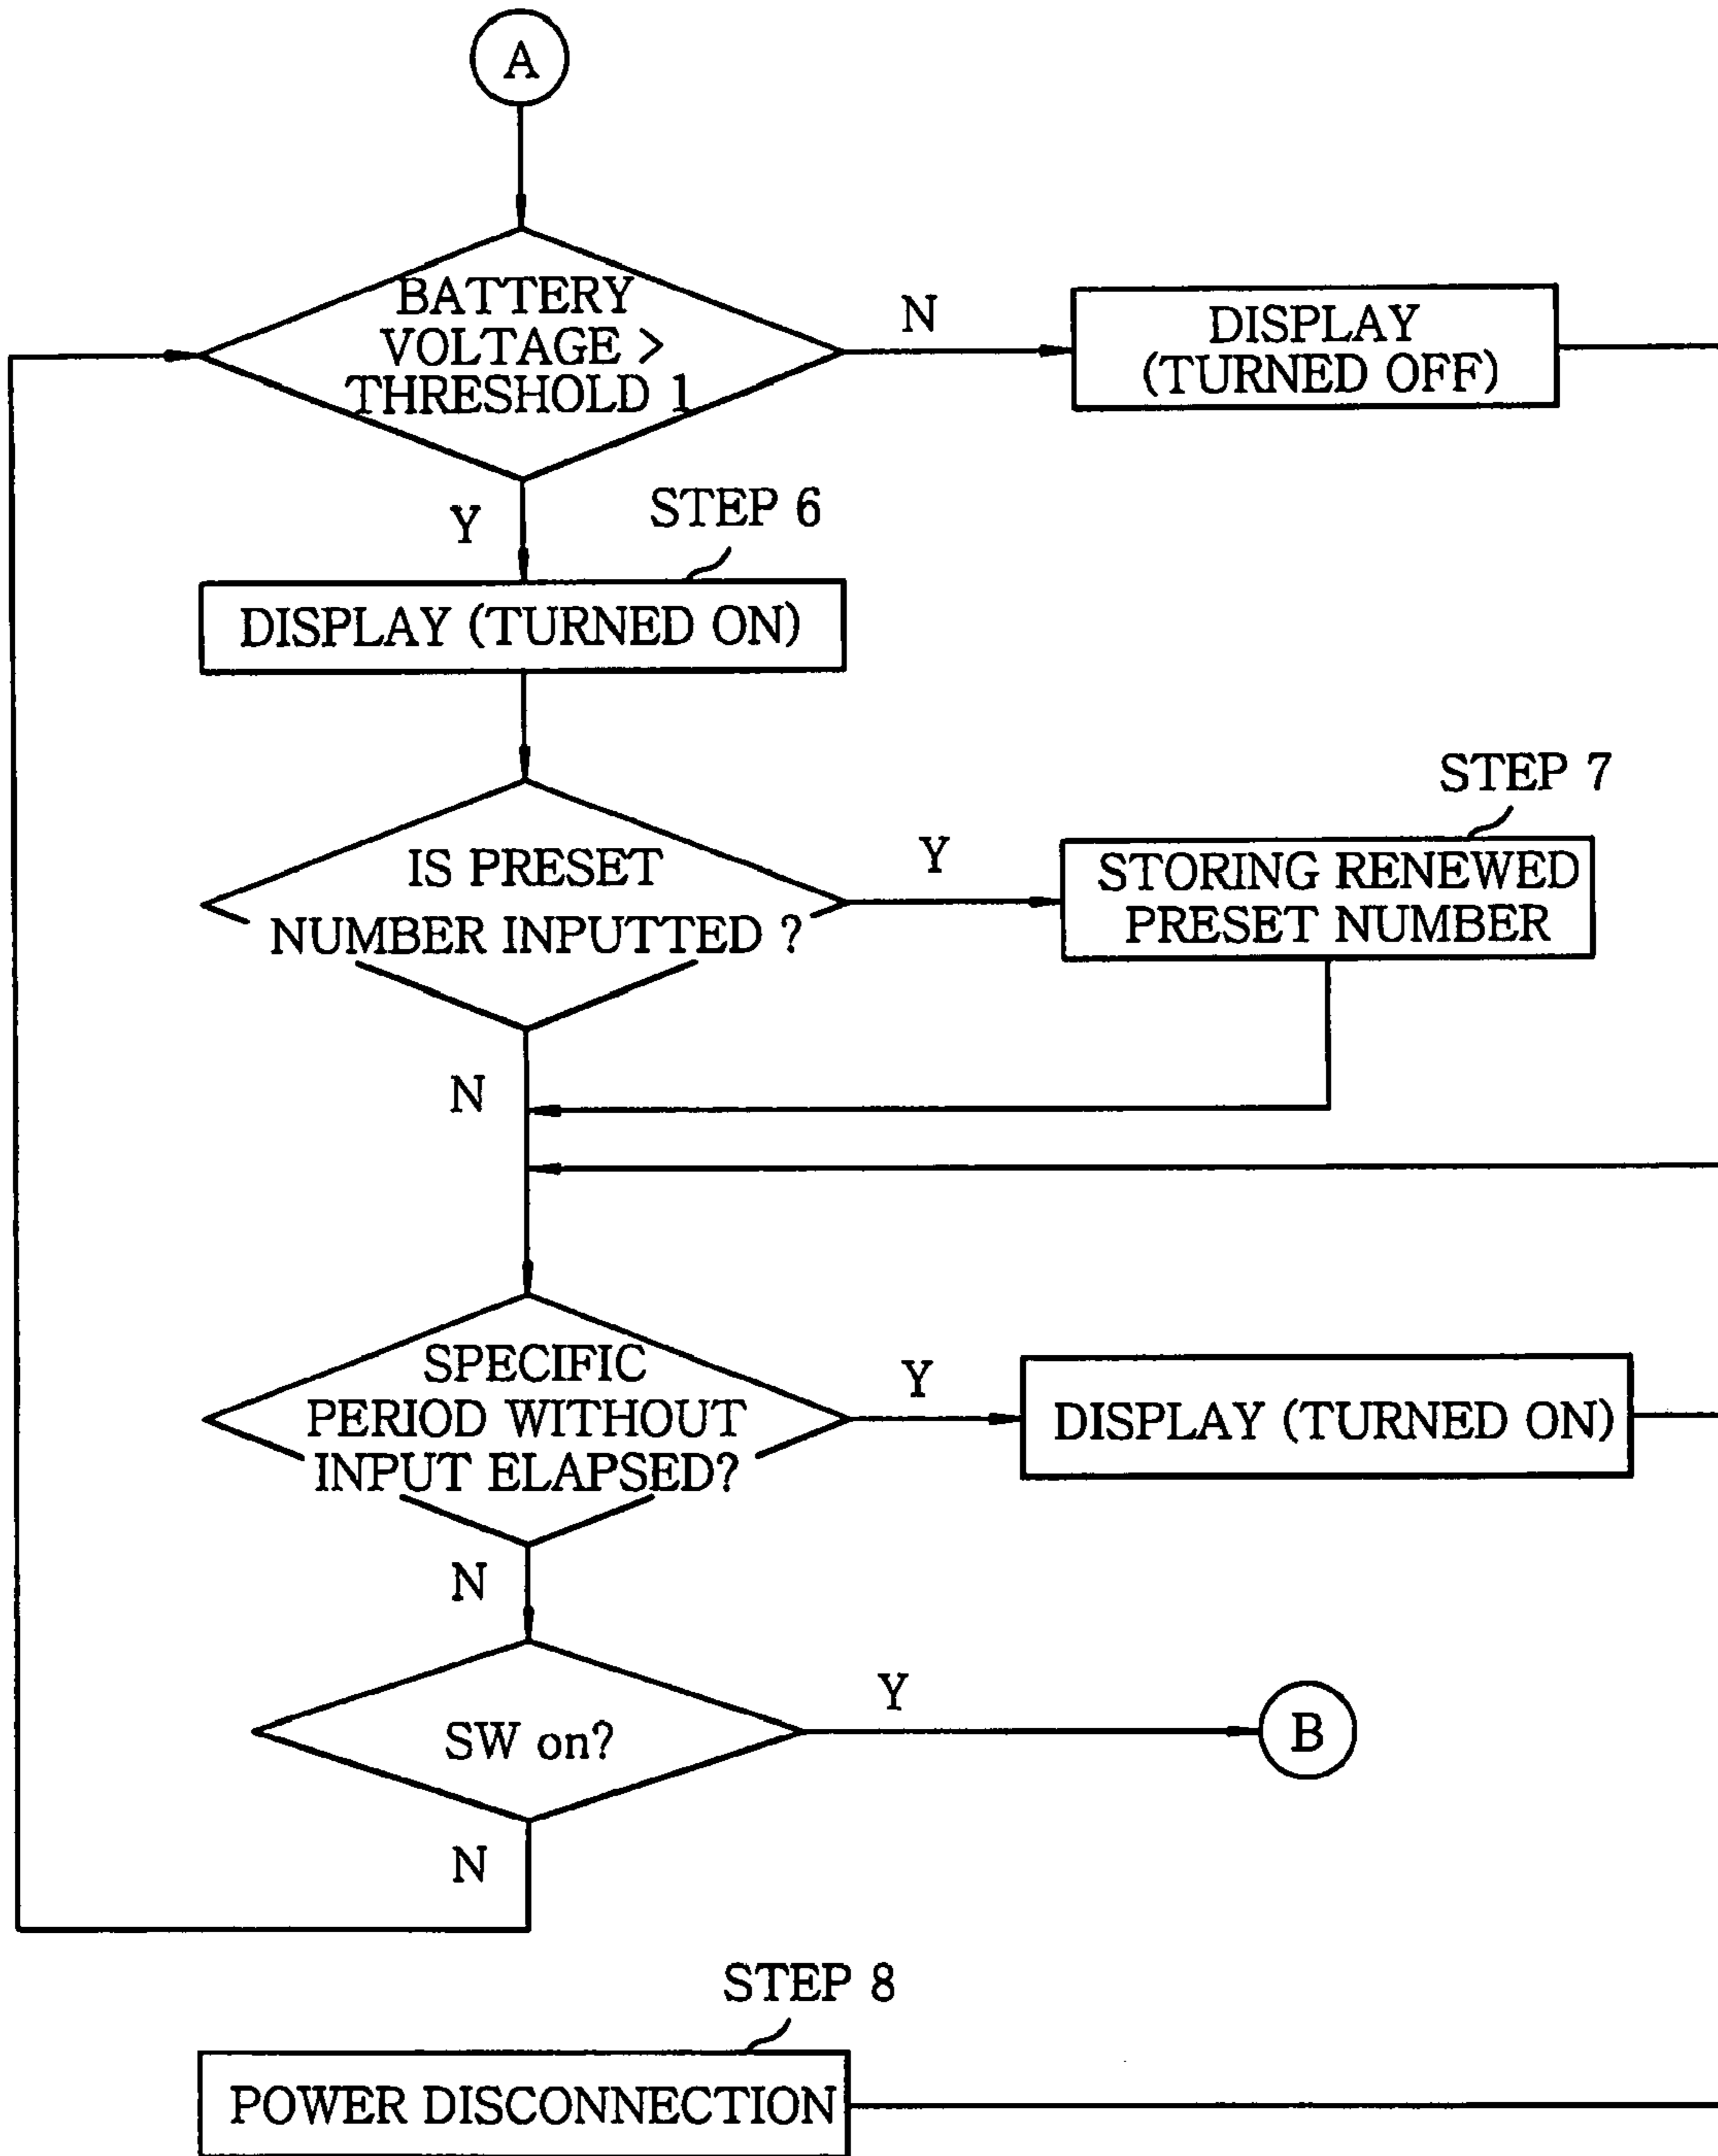 A
BATTERY
VOLTAGE >
THRESHOLD 1
N
DISPLAY
(TURNED OFF)
Y
STEP 6
DISPLAY (TURNED ON)
STEP 7
IS PRESET
NUMBER INPUTTED ?
Y
STORING RENEWED
PRESET NUMBER
N
SPECIFIC
PERIOD WITHOUT
INPUT ELAPSED?
Y
DISPLAY (TURNED ON)
N
SW on?
Y
B
N
STEP 8
POWER DISCONNECTION